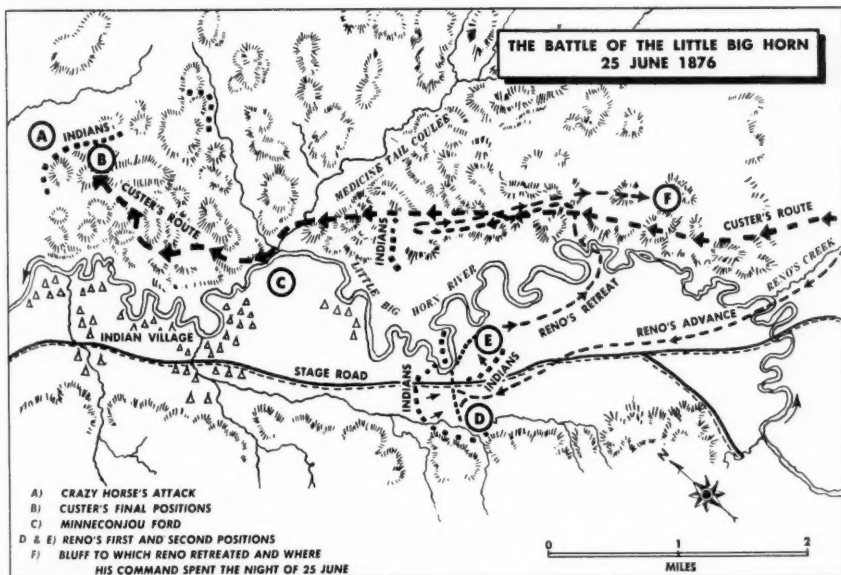 THE BATTLE OF THE LITTLE BIG HORN
25 JUNE 1876
A
INDIANS
B
CUSTER'S ROUTE
MEDICINE TAIL COULEE
INDIANS
F
CUSTER'S ROUTE
C
LITTLE BIG HORN RIVER
RENO'S CREEK
RENO'S RETREAT
RENO'S ADVANCE
INDIAN VILLAGE
E
STAGE ROAD
INDIANS
INDIANS
D
N
A) CRAZY HORSE'S ATTACK
B) CUSTER'S FINAL POSITIONS
C) MINNECONJOU FORD
D & E) RENO'S FIRST AND SECOND POSITIONS
F) BLUFF TO WHICH RENO RETREATED AND WHERE
HIS COMMAND SPENT THE NIGHT OF 25 JUNE
0 1 2
MILES